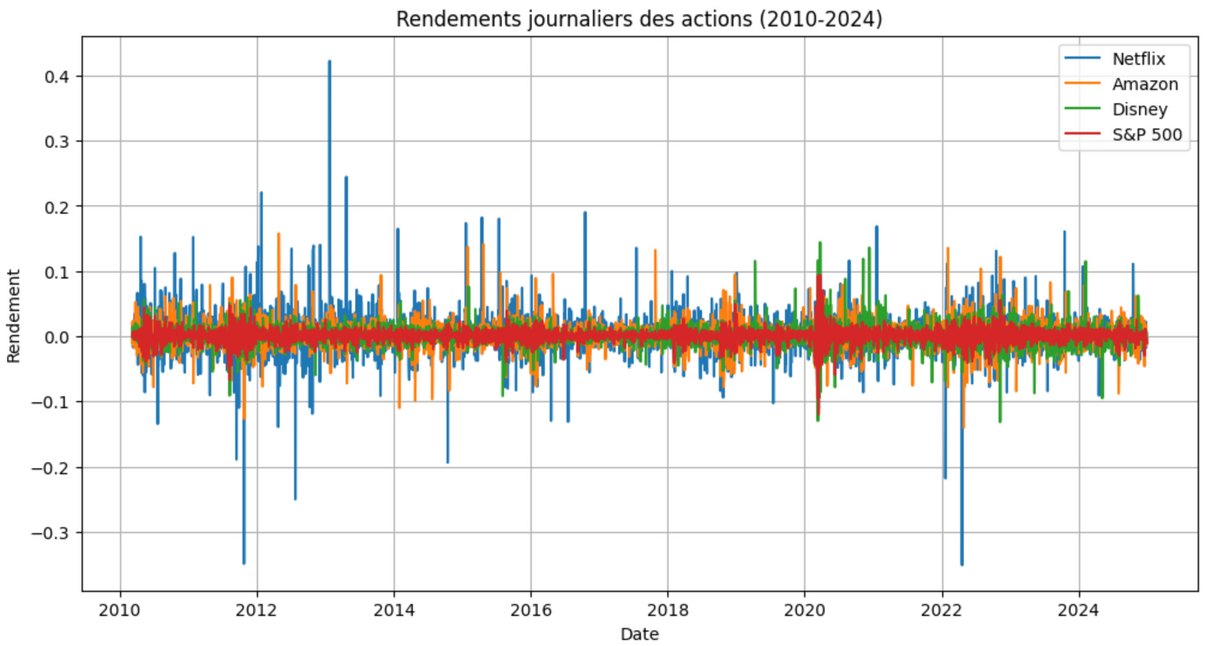 Rendements journaliers des actions (2010-2024)
Netflix
Amazon
Disney
S&P 500
0.4
0.3
0.2
0.1
0.0
−0.1
−0.2
−0.3
Rendement
2010 2012 2014 2016 2018 2020 2022 2024
Date